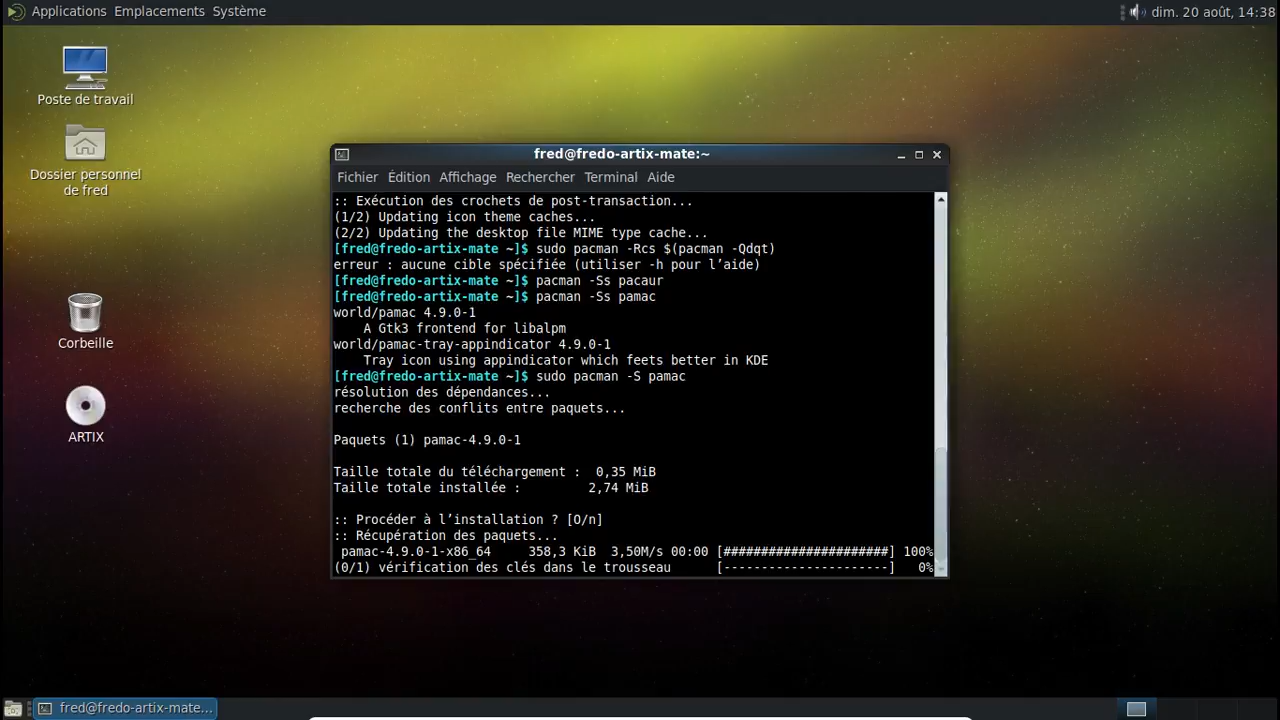 Applications Emplacements Système
dim. 20 août, 14:38
Poste de travail
Dossier personnel
de fred
Corbeille
ARTIX
fred@fredo-artix-mate:~
Fichier Édition Affichage Rechercher Terminal Aide
:: Exécution des crochets de post-transaction...
(1/2) Updating icon theme caches...
(2/2) Updating the desktop file MIME type cache...
[fred@fredo-artix-mate ~]$ sudo pacman -Rcs $(pacman -Qdqt)
erreur : aucune cible spécifiée (utiliser -h pour l’aide)
[fred@fredo-artix-mate ~]$ pacman -Ss pacaur
[fred@fredo-artix-mate ~]$ pacman -Ss pamac
world/pamac 4.9.0-1
    A Gtk3 frontend for libalpm
world/pamac-tray-appindicator 4.9.0-1
    Tray icon using appindicator which feets better in KDE
[fred@fredo-artix-mate ~]$ sudo pacman -S pamac
résolution des dépendances...
recherche des conflits entre paquets...
Paquets (1) pamac-4.9.0-1
Taille totale du téléchargement :  0,35 MiB
Taille totale installée :         2,74 MiB
:: Procéder à l’installation ? [O/n]
:: Récupération des paquets...
 pamac-4.9.0-1-x86_64     358,3 KiB  3,50M/s 00:00 [######################] 100%
(0/1) vérification des clés dans le trousseau      [----------------------]   0%
fred@fredo-artix-mate...